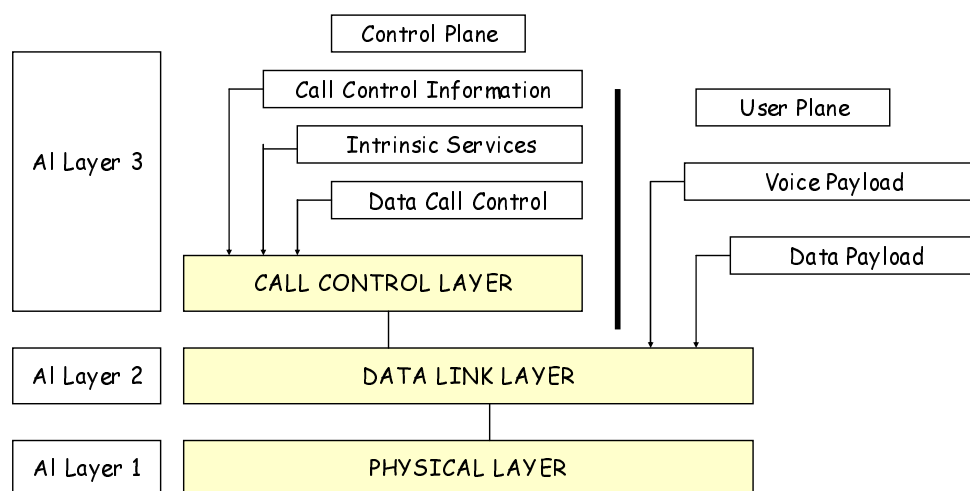 Control Plane
Call Control Information
User Plane
Intrinsic Services
AI Layer 3
Voice Payload
Data Call Control
Data Payload
CALL CONTROL LAYER
AI Layer 2
DATA LINK LAYER
AI Layer 1
PHYSICAL LAYER